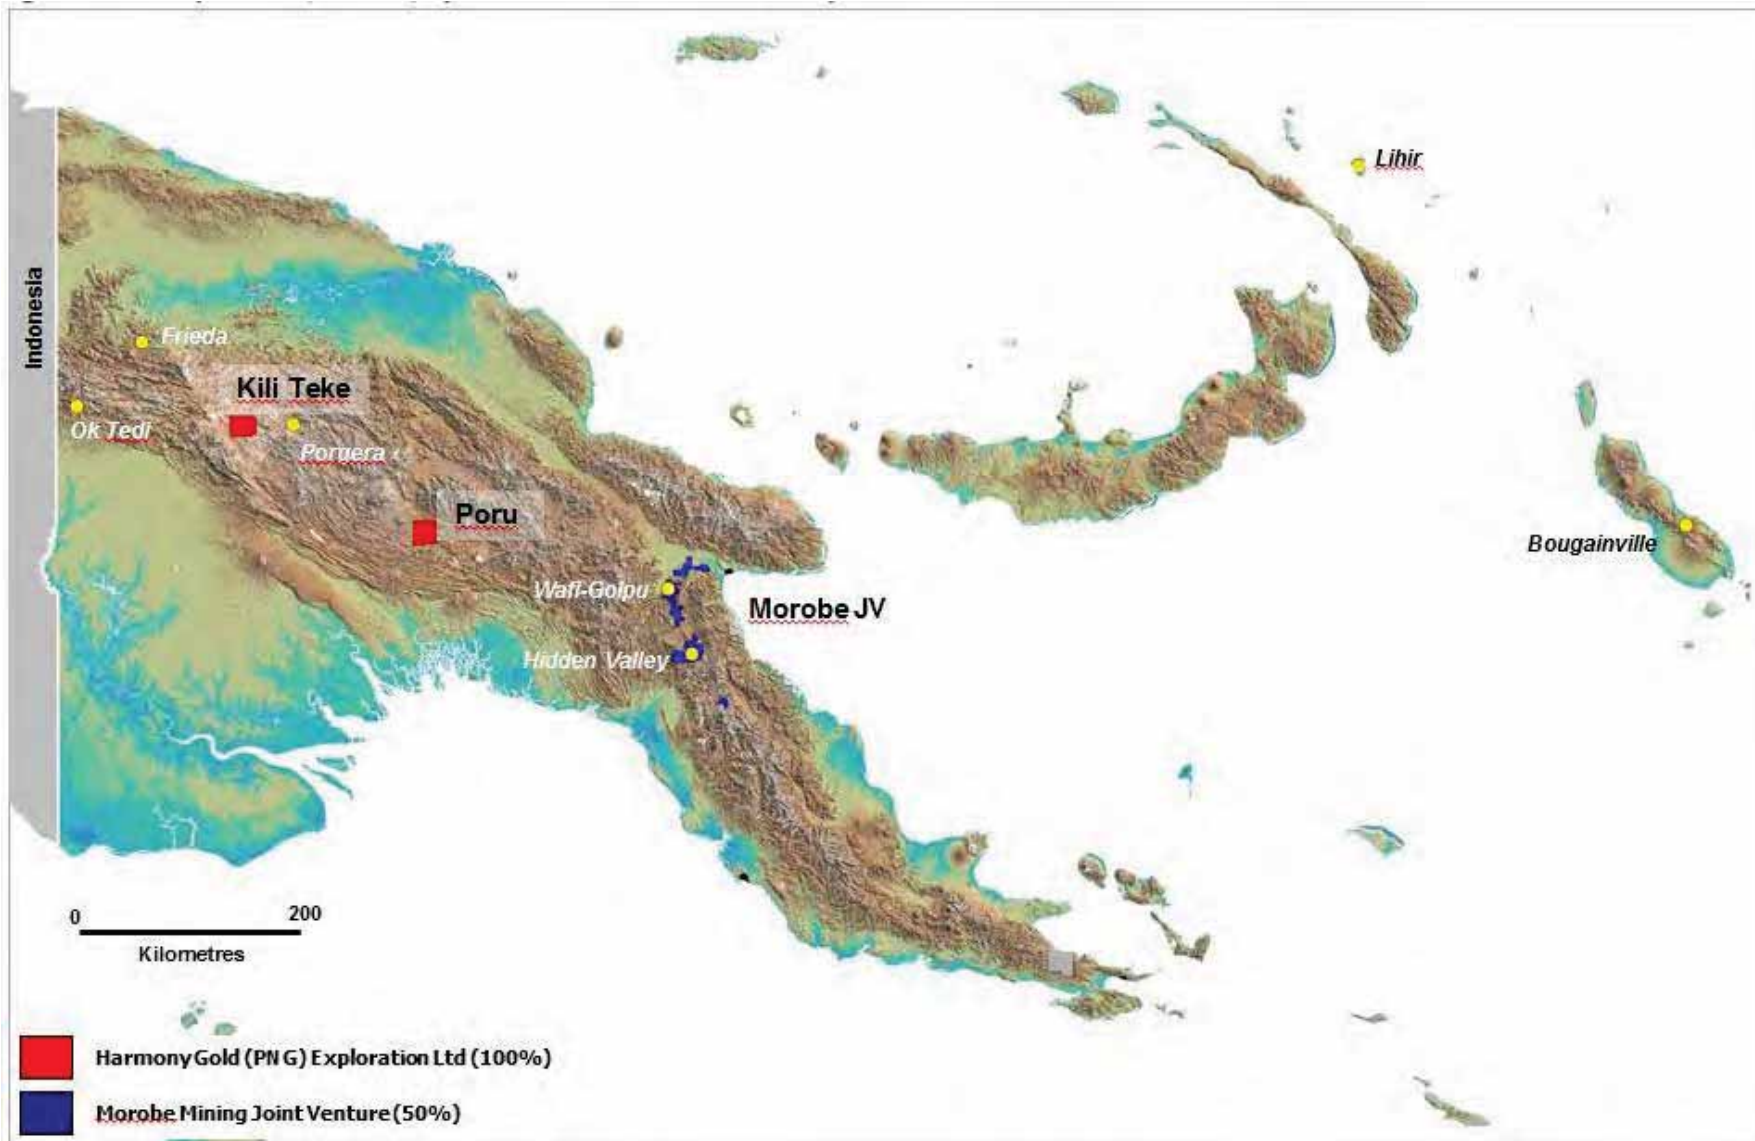 Lihir
Indonesia
Frieda
Kili Teke
Ok Tedi
Porgera
Poru
Bougainville
Wafi-Golpu
Morobe JV
Hidden Valley
0 200
Kilometres
Harmony Gold (PNG) Exploration Ltd (100%)
Morobe Mining Joint Venture (50%)